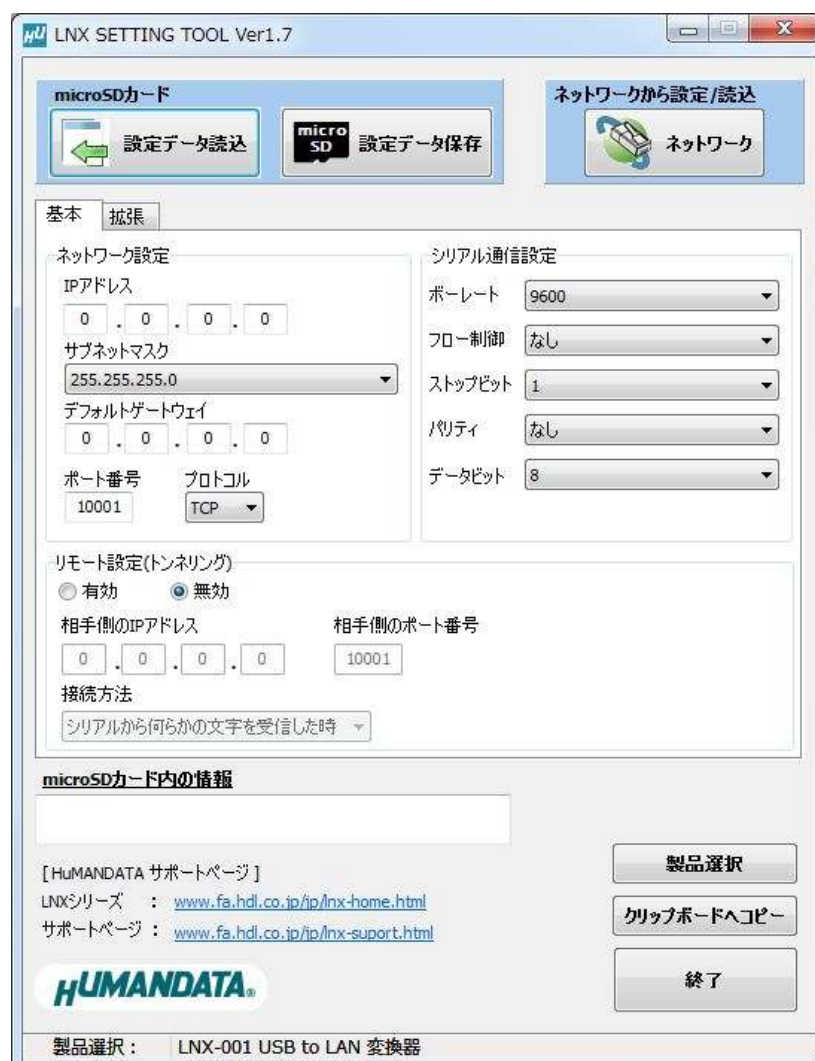 HU LNX SETTING TOOL Ver1.7
microSDカード
ネットワークから設定/読込
設定データ読込
micro SD 設定データ保存
ネットワーク
基本 拡張
ネットワーク設定
IPアドレス
0 . 0 . 0 . 0
サブネットマスク
255.255.255.0
デフォルトゲートウェイ
0 . 0 . 0 . 0
ポート番号 プロトコル
10001 TCP
シリアル通信設定
ボーレート 9600
フロー制御 なし
ストップビット 1
パリティ なし
データビット 8
リモート設定(トンネリング)
有効 無効
相手側のIPアドレス 相手側のポート番号
0 . 0 . 0 . 0 10001
接続方法
シリアルから何らかの文字を受信した時
microSDカード内の情報
[ HuMANDATA サポートページ ]
LNXシリーズ : www.fa.hdl.co.jp/jp/lnx-home.html
サポートページ : www.fa.hdl.co.jp/jp/lnx-suport.html
HUMANDATA®
製品選択
クリップボードへコピー
終了
製品選択 : LNX-001 USB to LAN 変換器